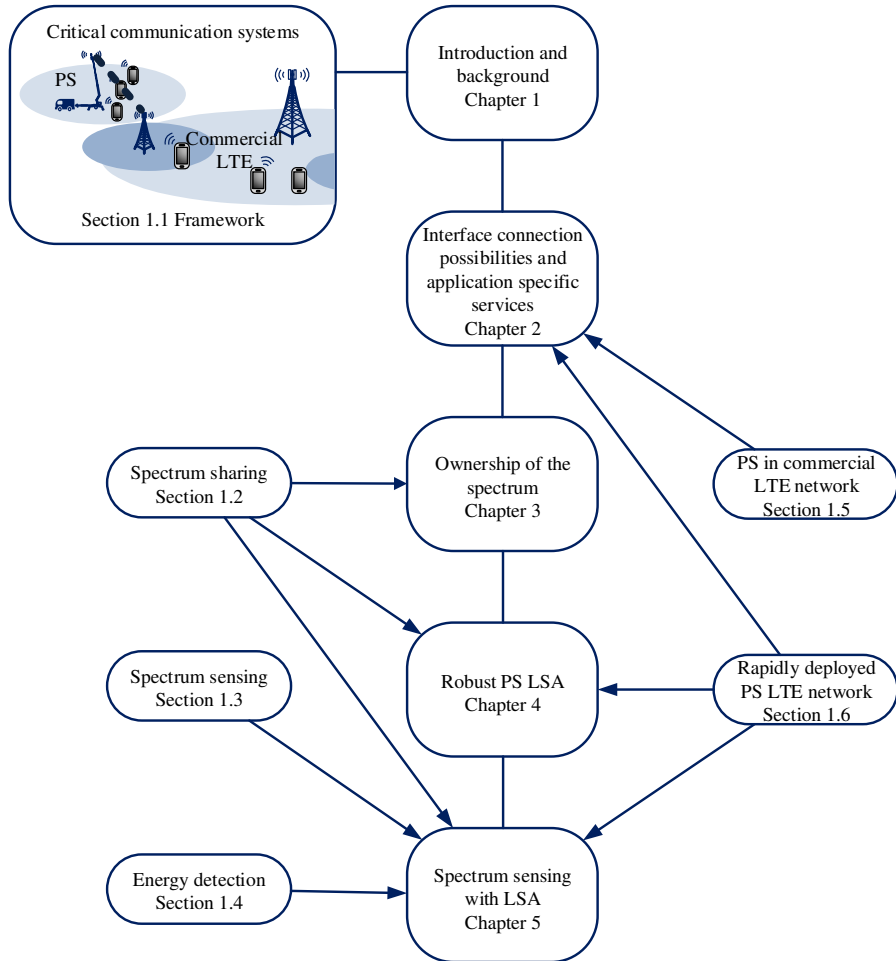 Critical communication systems
PS
Commercial
LTE
Section 1.1 Framework
Introduction and
background
Chapter 1
Interface connection
possibilities and
application specific
services
Chapter 2
Spectrum sharing
Section 1.2
Ownership of the
spectrum
Chapter 3
PS in commercial
LTE network
Section 1.5
Spectrum sensing
Section 1.3
Robust PS LSA
Chapter 4
Rapidly deployed
PS LTE network
Section 1.6
Energy detection
Section 1.4
Spectrum sensing
with LSA
Chapter 5